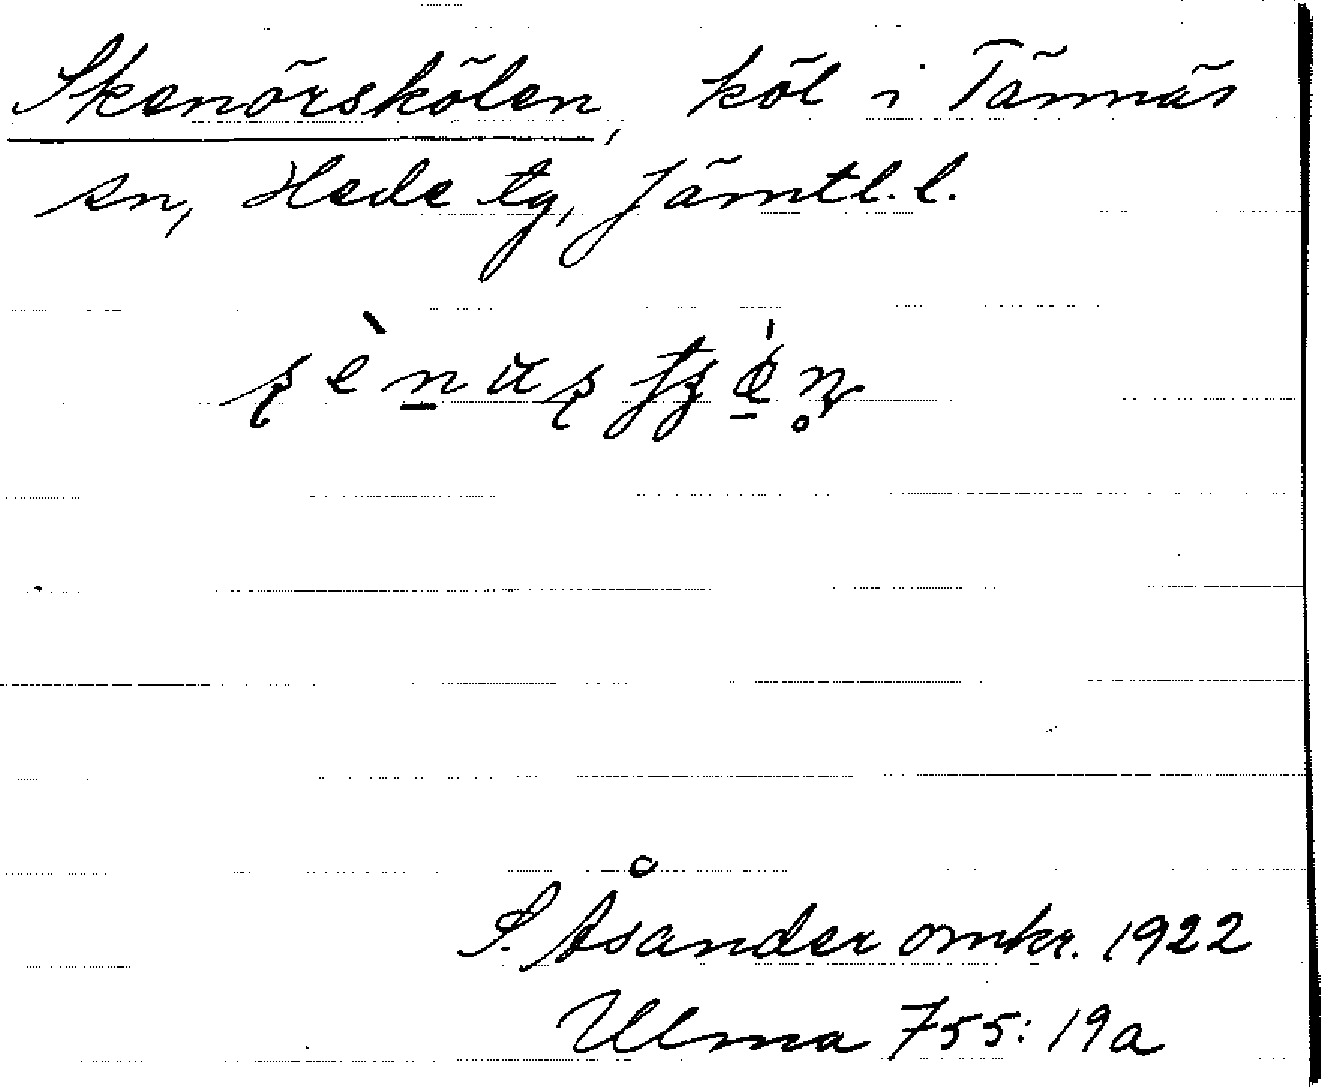 Skenörskölen, köl i Tännäs
sn, Hede tg, Jämtl. l.
S. Åsander omkr. 1922
Ulma 755:19a